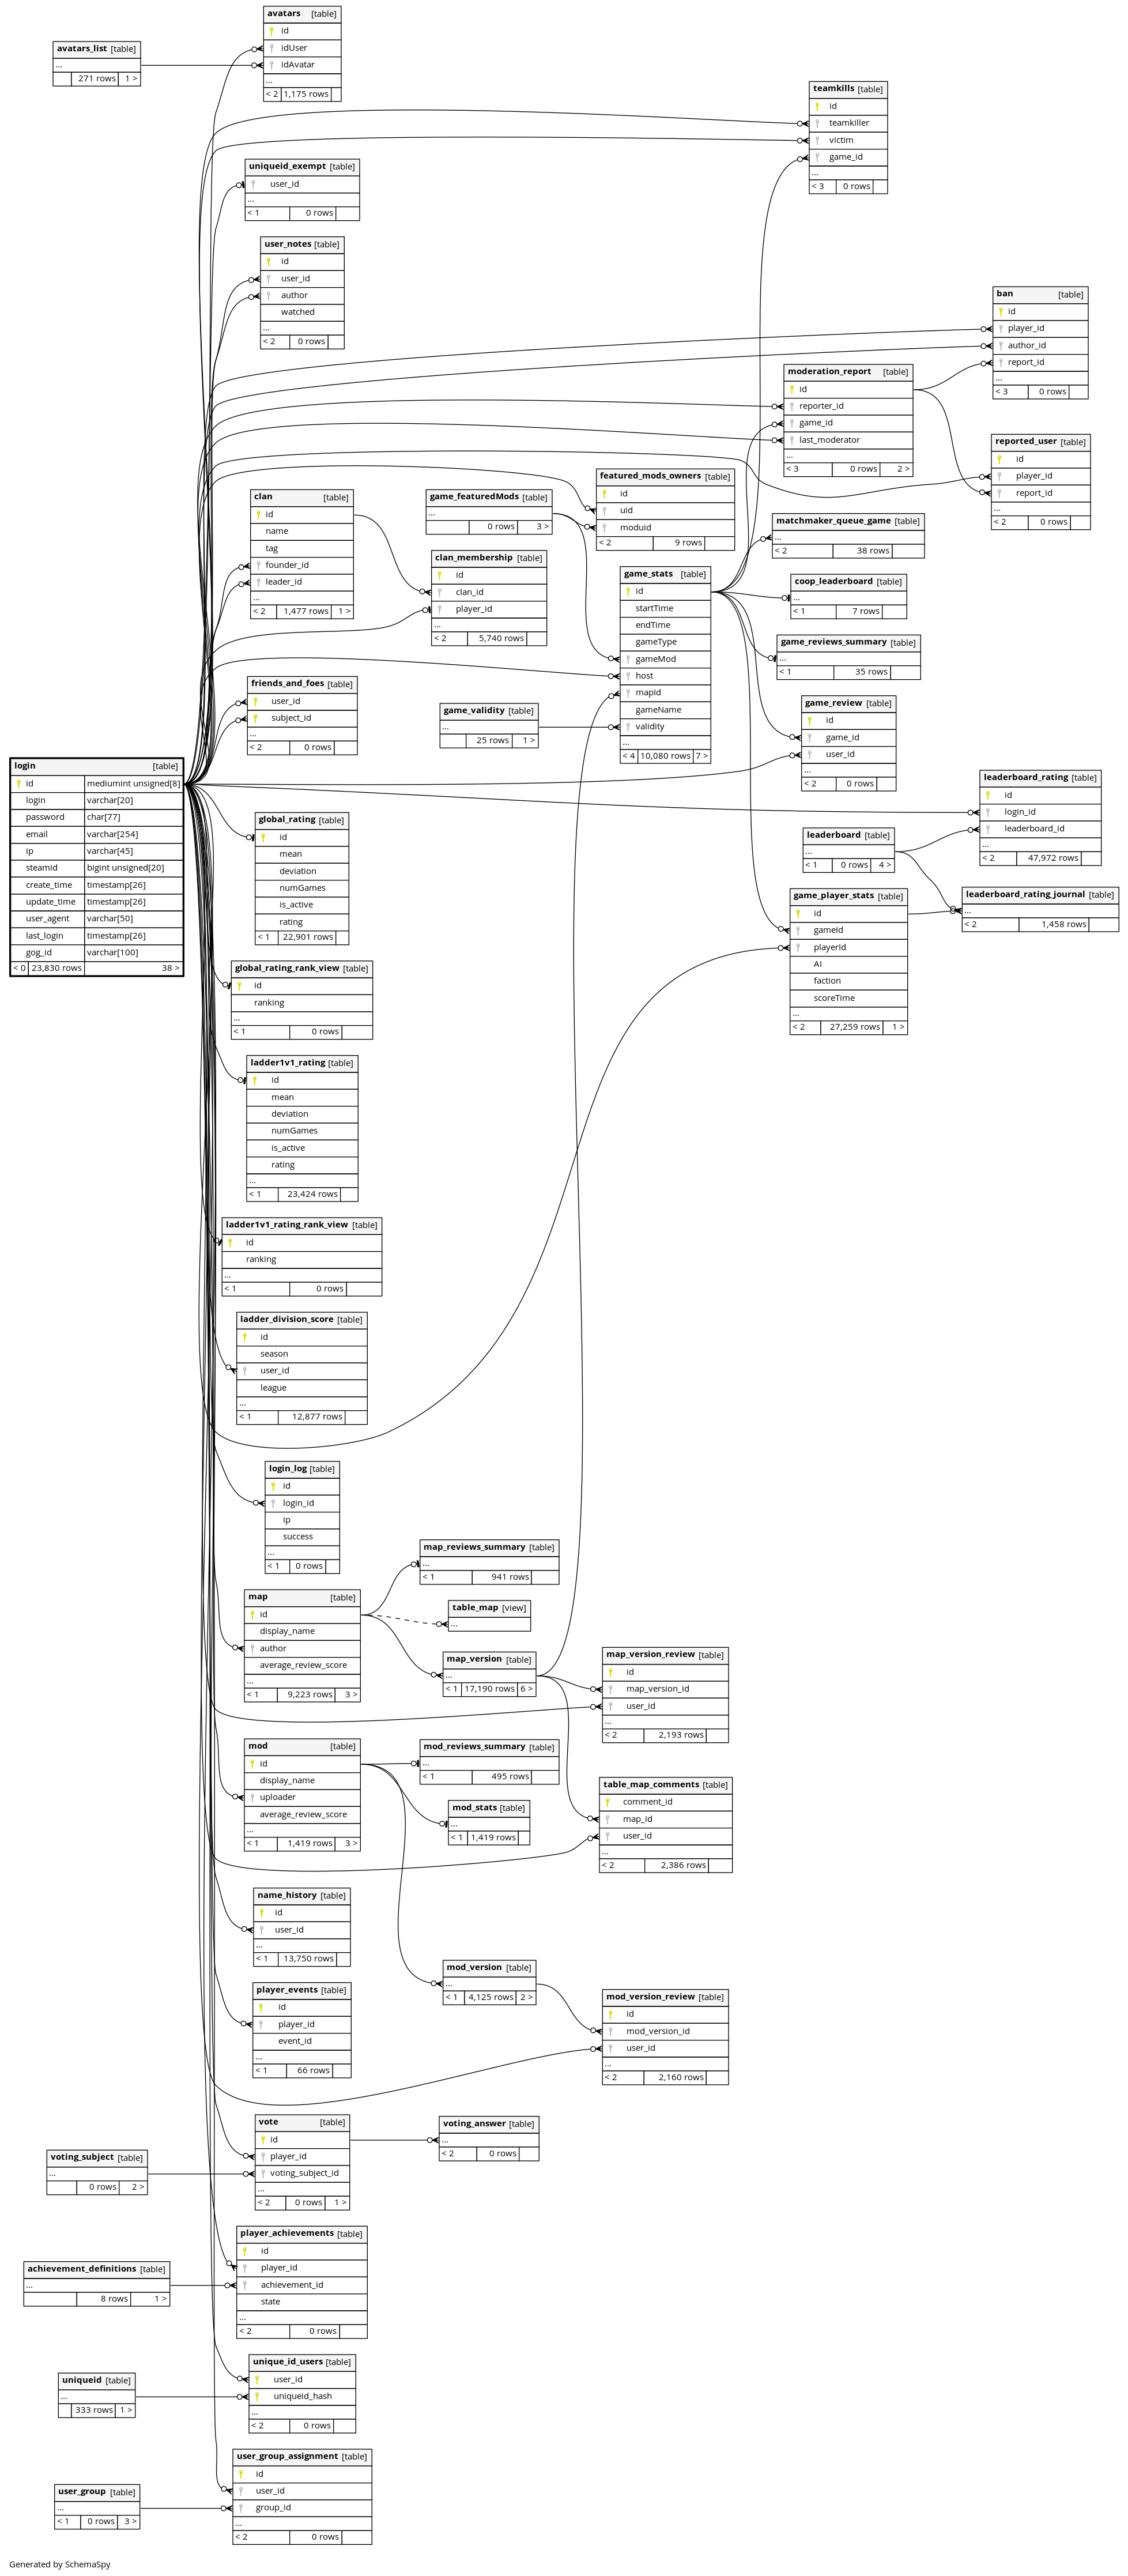 avatars [table]
id
idUser
idAvatar
...
< 2 1,175 rows
avatars_list [table]
...
271 rows 1 >
teamkills [table]
id
teamkiller
victim
game_id
...
< 3 0 rows
uniqueid_exempt [table]
user_id
...
< 1 0 rows
user_notes [table]
id
user_id
author
watched
...
< 2 0 rows
ban [table]
id
player_id
author_id
report_id
...
< 3 0 rows
moderation_report [table]
id
reporter_id
game_id
last_moderator
...
< 3 0 rows 2 >
reported_user [table]
id
player_id
report_id
...
< 2 0 rows
clan [table]
id
name
tag
founder_id
leader_id
...
< 2 1,477 rows 1 >
game_featuredMods [table]
...
0 rows 3 >
featured_mods_owners [table]
id
uid
moduid
...
< 2 9 rows
matchmaker_queue_game [table]
...
< 2 38 rows
clan_membership [table]
id
clan_id
player_id
...
< 2 5,740 rows
game_stats [table]
id
startTime
endTime
gameType
gameMod
host
mapId
gameName
validity
...
< 4 10,080 rows 7 >
coop_leaderboard [table]
...
< 1 7 rows
game_reviews_summary [table]
...
< 1 35 rows
friends_and_foes [table]
user_id
subject_id
...
< 2 0 rows
game_validity [table]
...
25 rows 1 >
game_review [table]
id
game_id
user_id
...
< 2 0 rows
login [table]
id mediumint unsigned[8]
login varchar[20]
password char[77]
email varchar[254]
ip varchar[45]
steamid bigint unsigned[20]
create_time timestamp[26]
update_time timestamp[26]
user_agent varchar[50]
last_login timestamp[26]
gog_id varchar[100]
< 0 23,830 rows 38 >
leaderboard_rating [table]
id
login_id
leaderboard_id
...
< 2 47,972 rows
global_rating [table]
id
mean
deviation
numGames
is_active
rating
< 1 22,901 rows
leaderboard [table]
...
< 1 0 rows 4 >
game_player_stats [table]
id
gameId
playerId
AI
faction
scoreTime
...
< 2 27,259 rows 1 >
leaderboard_rating_journal [table]
...
< 2 1,458 rows
global_rating_rank_view [table]
id
ranking
...
< 1 0 rows
ladder1v1_rating [table]
id
mean
deviation
numGames
is_active
rating
...
< 1 23,424 rows
ladder1v1_rating_rank_view [table]
id
ranking
...
< 1 0 rows
ladder_division_score [table]
id
season
user_id
league
...
< 1 12,877 rows
login_log [table]
id
login_id
ip
success
...
< 1 0 rows
map_reviews_summary [table]
...
< 1 941 rows
map [table]
id
display_name
author
average_review_score
...
< 1 9,223 rows 3 >
table_map [view]
...
map_version [table]
...
< 1 17,190 rows 6 >
map_version_review [table]
id
map_version_id
user_id
...
< 2 2,193 rows
mod [table]
id
display_name
uploader
average_review_score
...
< 1 1,419 rows 3 >
mod_reviews_summary [table]
...
< 1 495 rows
mod_stats [table]
...
< 1 1,419 rows
table_map_comments [table]
comment_id
map_id
user_id
...
< 2 2,386 rows
name_history [table]
id
user_id
...
< 1 13,750 rows
mod_version [table]
...
< 1 4,125 rows 2 >
player_events [table]
id
player_id
event_id
...
< 1 66 rows
mod_version_review [table]
id
mod_version_id
user_id
...
< 2 2,160 rows
vote [table]
id
player_id
voting_subject_id
...
< 2 0 rows 1 >
voting_answer [table]
...
< 2 0 rows
voting_subject [table]
...
0 rows 2 >
player_achievements [table]
id
player_id
achievement_id
state
...
< 2 0 rows
achievement_definitions [table]
...
8 rows 1 >
unique_id_users [table]
user_id
uniqueid_hash
...
< 2 0 rows
uniqueid [table]
...
333 rows 1 >
user_group_assignment [table]
id
user_id
group_id
...
< 2 0 rows
user_group [table]
...
< 1 0 rows 3 >
Generated by SchemaSpy